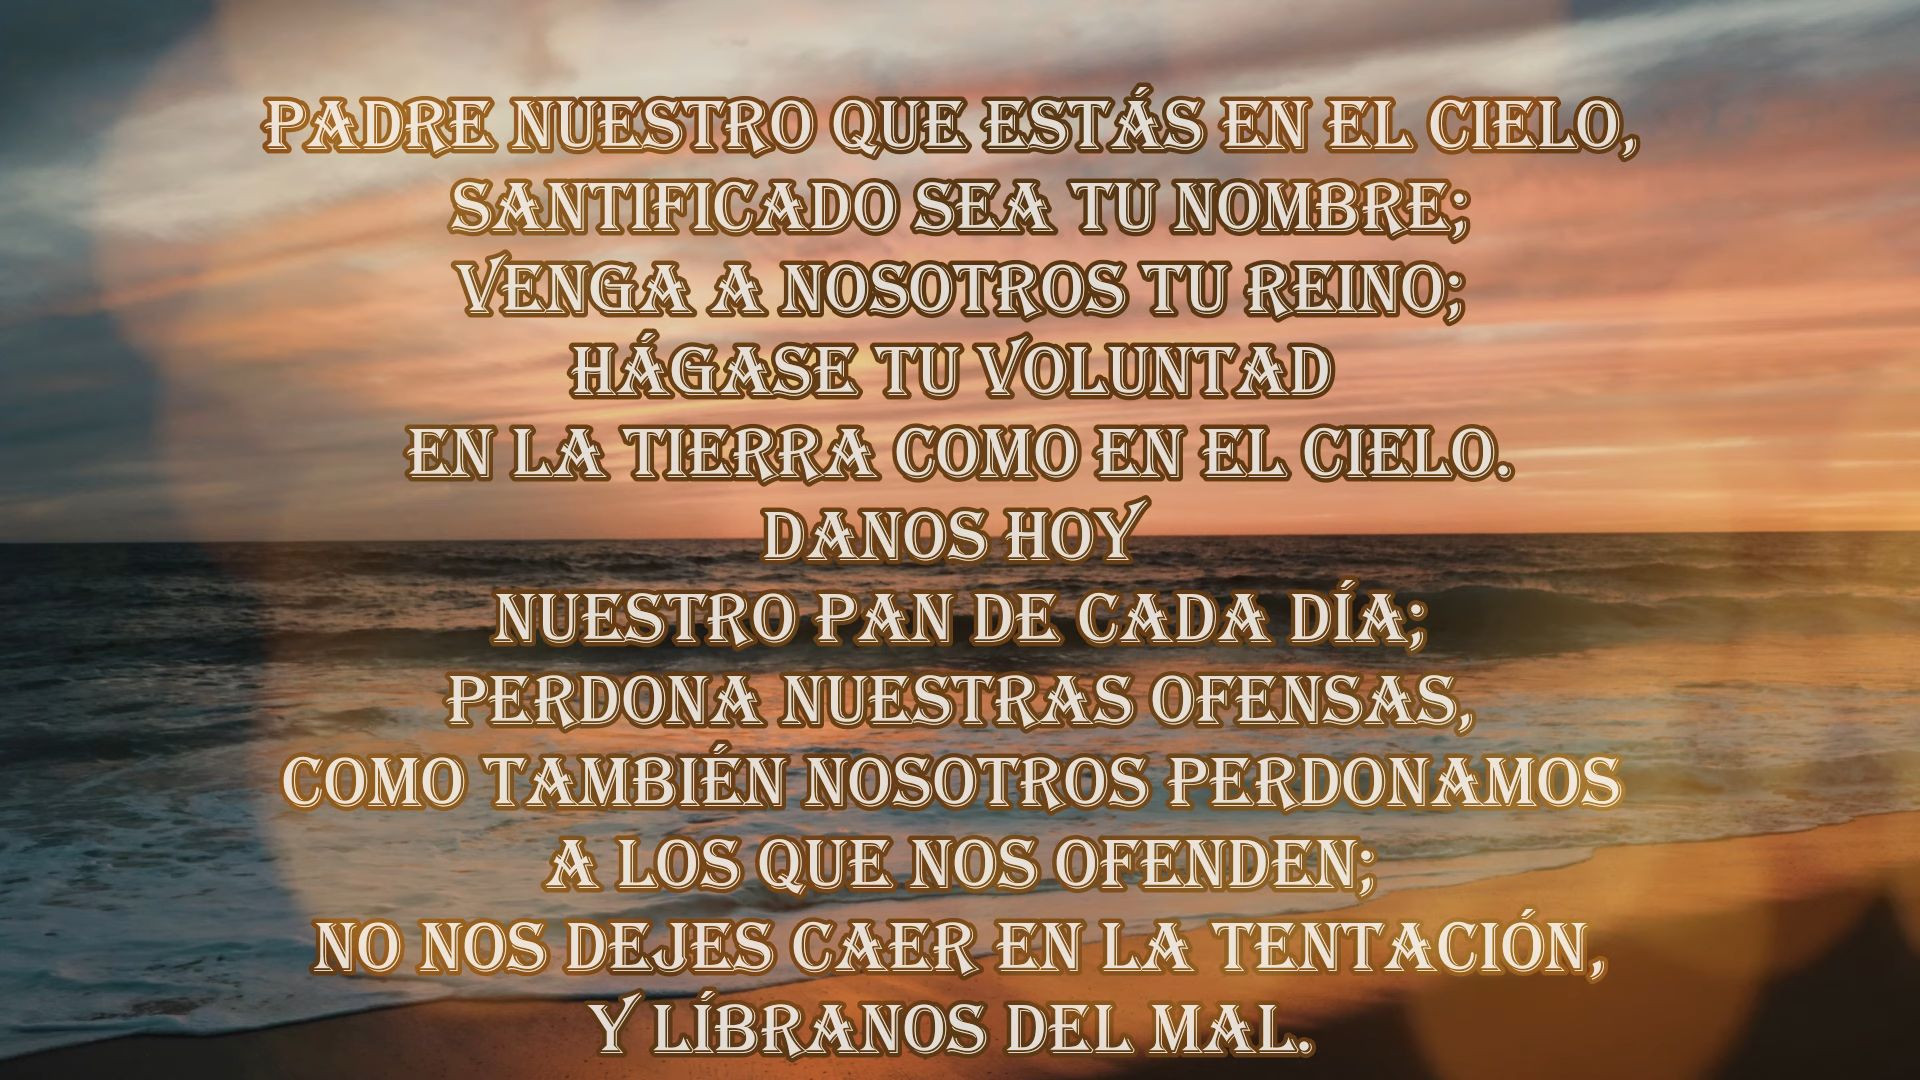 PADRE NUESTRO QUE ESTÁS EN EL CIELO,
SANTIFICADO SEA TU NOMBRE;
VENGA A NOSOTROS TU REINO;
HÁGASE TU VOLUNTAD
EN LA TIERRA COMO EN EL CIELO.
DANOS HOY
NUESTRO PAN DE CADA DÍA;
PERDONA NUESTRAS OFENSAS,
COMO TAMBIÉN NOSOTROS PERDONAMOS
A LOS QUE NOS OFENDEN;
NO NOS DEJES CAER EN LA TENTACIÓN,
Y LÍBRANOS DEL MAL.